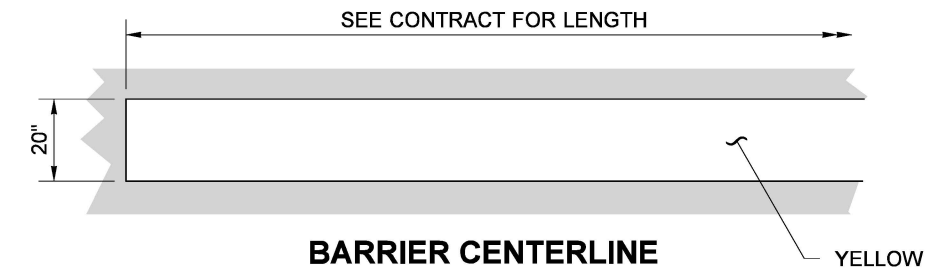 SEE CONTRACT FOR LENGTH
20"
BARRIER CENTERLINE
YELLOW